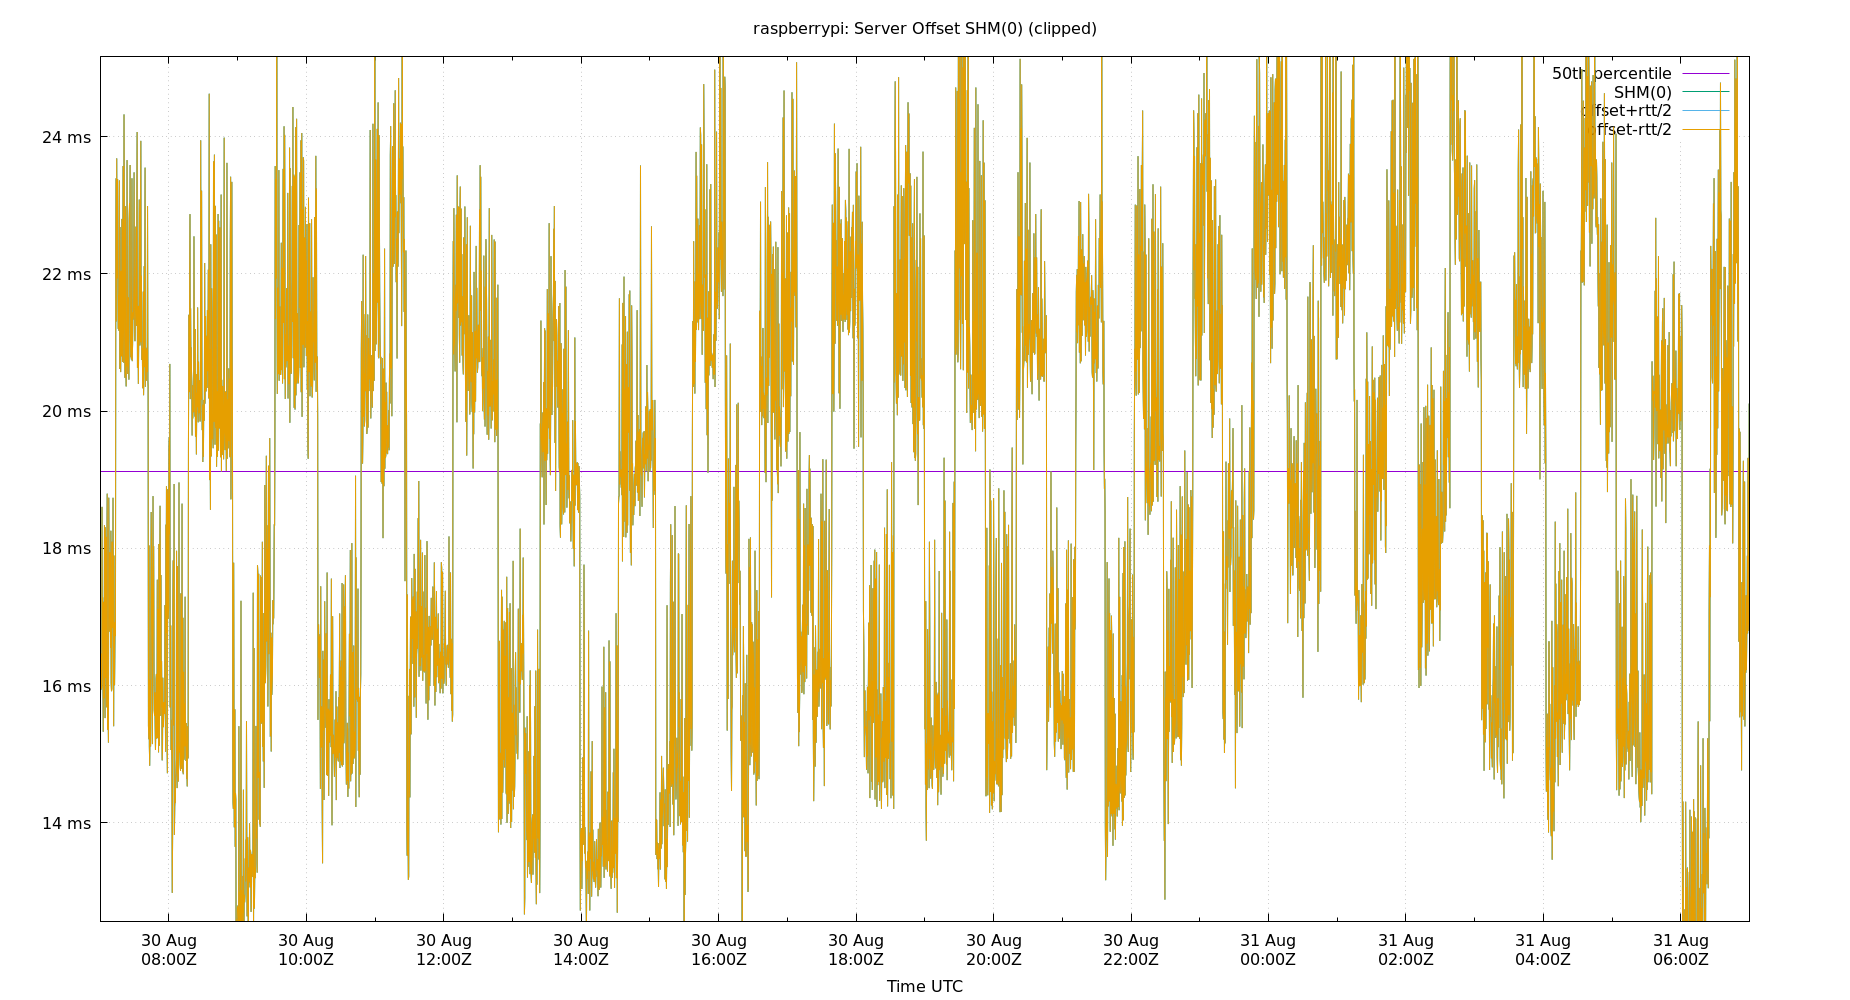 raspberrypi: Server Offset SHM(0) (clipped)
50th percentile
SHM(0)
offset+rtt/2
offset-rtt/2
24 ms
22 ms
20 ms
18 ms
16 ms
14 ms
30 Aug 30 Aug 30 Aug 30 Aug 30 Aug 30 Aug 30 Aug 30 Aug 31 Aug 31 Aug 31 Aug 31 Aug
08:00Z 10:00Z 12:00Z 14:00Z 16:00Z 18:00Z 20:00Z 22:00Z 00:00Z 02:00Z 04:00Z 06:00Z
Time UTC